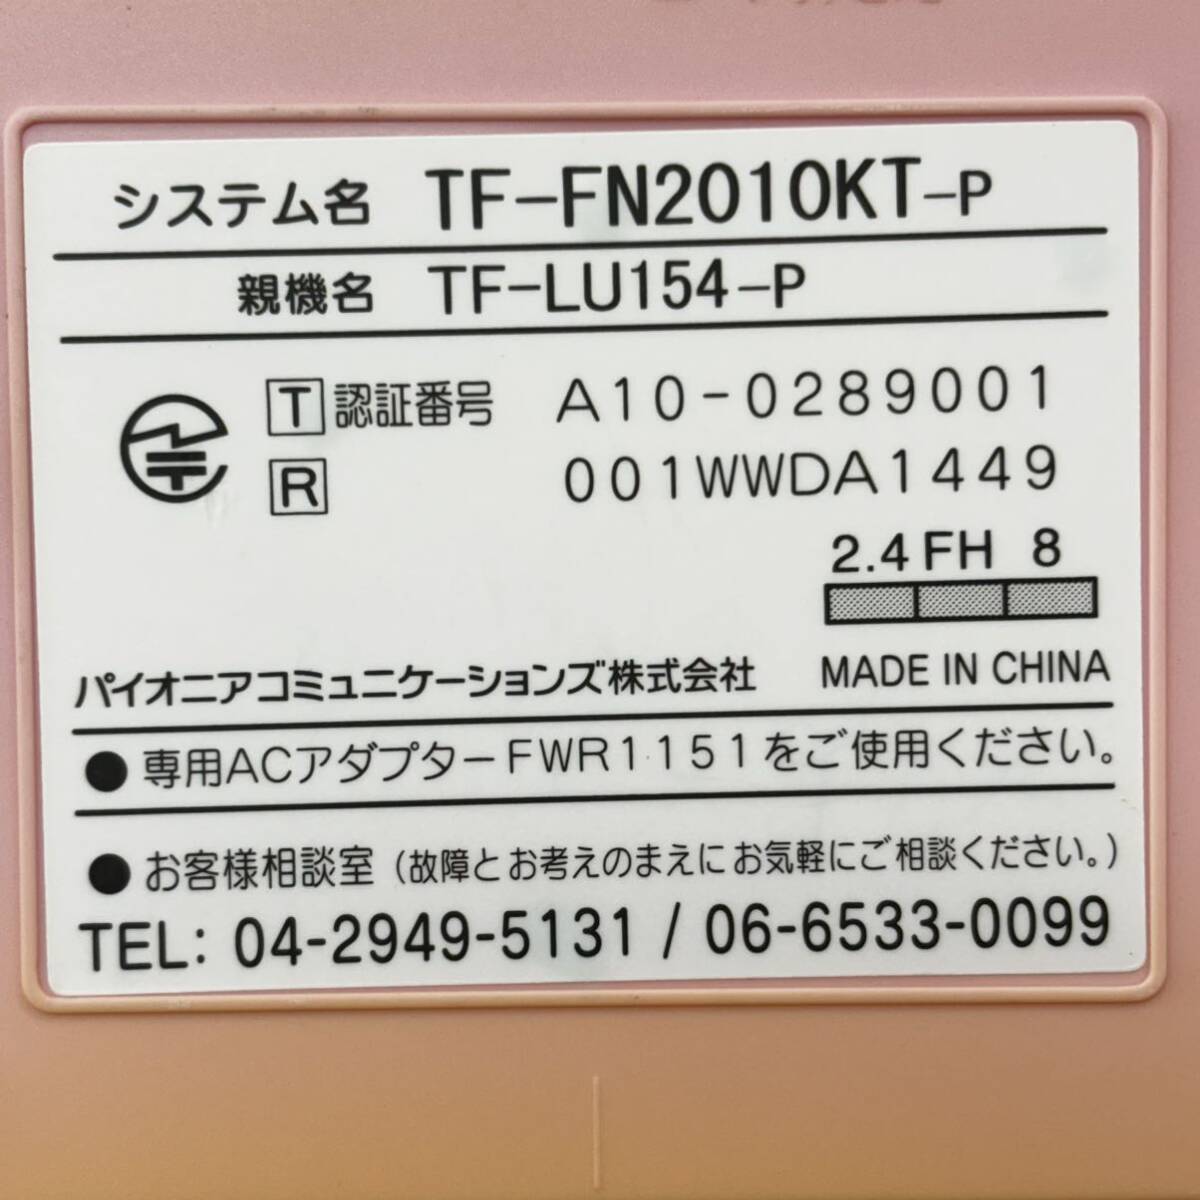 システム名 TF-FN2010KT-P
親機名 TF-LU154-P
T 認証番号 A10-0289001
R 001WWDA1449
2.4 FH 8
パイオニアコミュニケーションズ株式会社 MADE IN CHINA
●専用ACアダプターFWR1151をご使用ください。
●お客様相談室(故障とお考えのまえにお気軽にご相談ください。)
TEL: 04-2949-5131 / 06-6533-0099